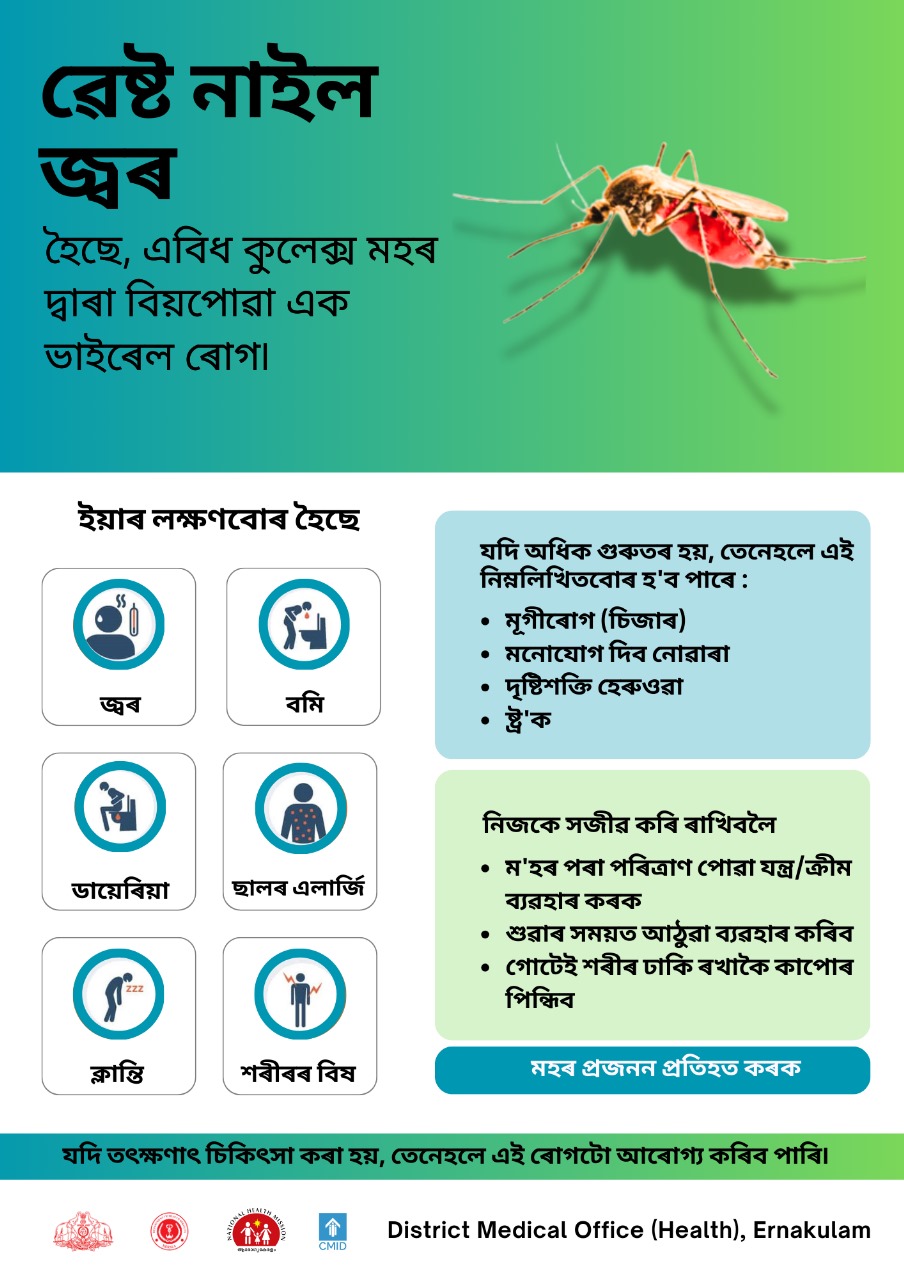 ৱেষ্ট নাইল
জ্বৰ
হৈছে, এবিধ কুলেক্স মহৰ
দ্বাৰা বিয়পোৱা এক
ভাইৰেল ৰোগ।
ইয়াৰ লক্ষণবোৰ হৈছে
জ্বৰ
বমি
ডায়েৰিয়া
ছালৰ এলাৰ্জি
zzz
ক্লান্তি
শৰীৰৰ বিষ
যদি অধিক গুৰুতৰ হয়, তেনেহলে এই
নিম্নলিখিতবোৰ হ'ব পাৰে :
• মূগীৰোগ (চিজাৰ)
• মনোযোগ দিব নোৱাৰা
• দৃষ্টিশক্তি হেৰুওৱা
• ষ্ট্ৰ'ক
নিজকে সজীৱ কৰি ৰাখিবলৈ
• ম'হৰ পৰা পৰিত্ৰাণ পোৱা যন্ত্ৰ/ক্ৰীম
ব্যৱহাৰ কৰক
• শুৱাৰ সময়ত আঠুৱা ব্যৱহাৰ কৰিব
• গোটেই শৰীৰ ঢাকি ৰখাকৈ কাপোৰ
পিন্ধিব
মহৰ প্ৰজনন প্ৰতিহত কৰক
যদি তৎক্ষণাৎ চিকিৎসা কৰা হয়, তেনেহলে এই ৰোগটো আৰোগ্য কৰিব পাৰি।
NATIONAL HEALTH MISSION
CMID
District Medical Office (Health), Ernakulam